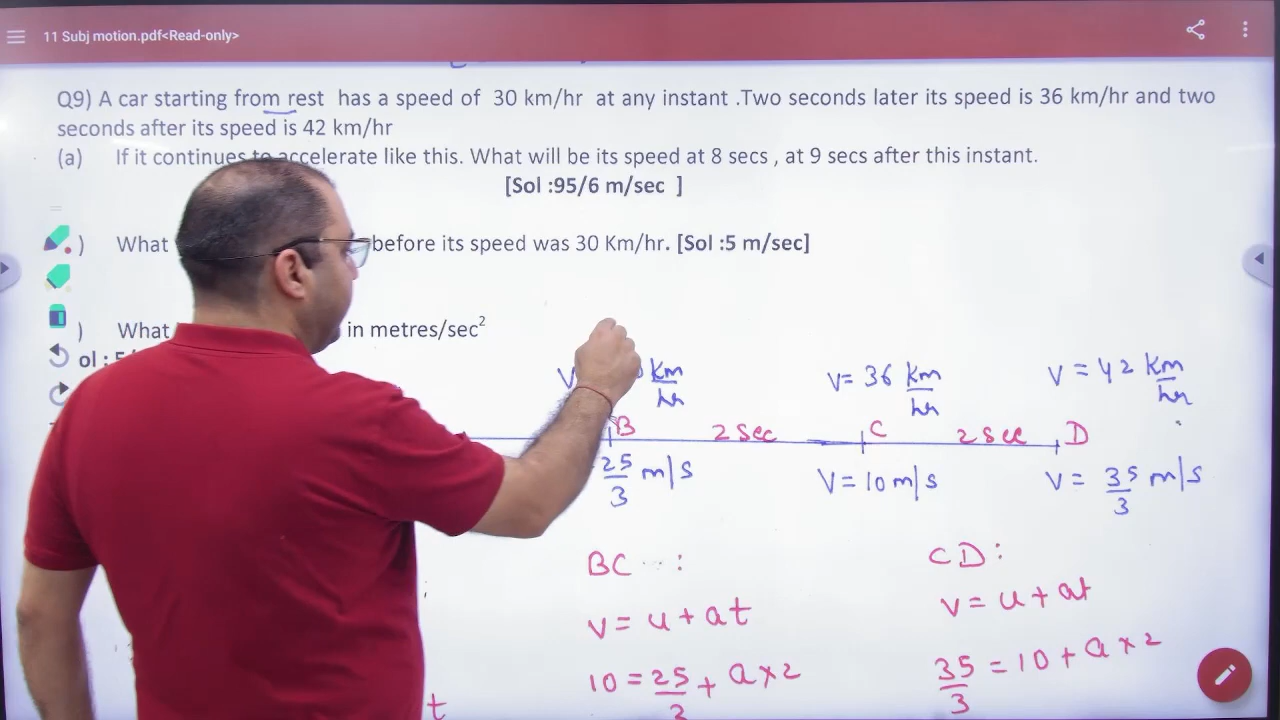 11 Subj motion.pdf<Read-only>
Q9) A car starting from rest has a speed of 30 km/hr at any instant .Two seconds later its speed is 36 km/hr and two
seconds after its speed is 42 km/hr
(a) If it continues to accelerate like this. What will be its speed at 8 secs , at 9 secs after this instant.
[Sol :95/6 m/sec ]
) What before its speed was 30 Km/hr. [Sol :5 m/sec]
) What in metres/sec²
ol :
V km/hr V= 36 km/hr V = 42 km/hr
B 2 sec C 2 sec D
25/3 m/s V= 10 m/s V = 35/3 m/s
BC : CD :
V = u + at V = u + at
10 = 25/3 + a×2 35/3 = 10 + a×2
t